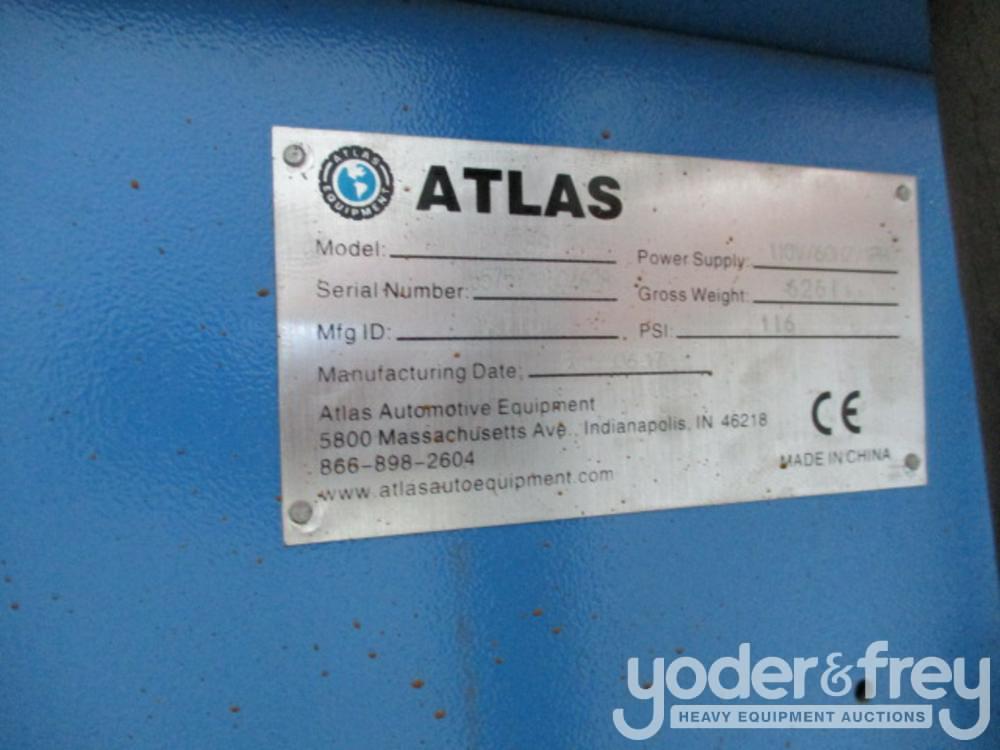 ATLAS EQUIPMENT
ATLAS
Model:
Serial Number:
Mfg ID:
Manufacturing Date:
Power Supply:
Gross Weight:
PSI: 116
Atlas Automotive Equipment
5800 Massachusetts Ave., Indianapolis, IN 46218
866-898-2604
www.atlasautoequipment.com
CE
MADE IN CHINA
yoder&frey
HEAVY EQUIPMENT AUCTIONS